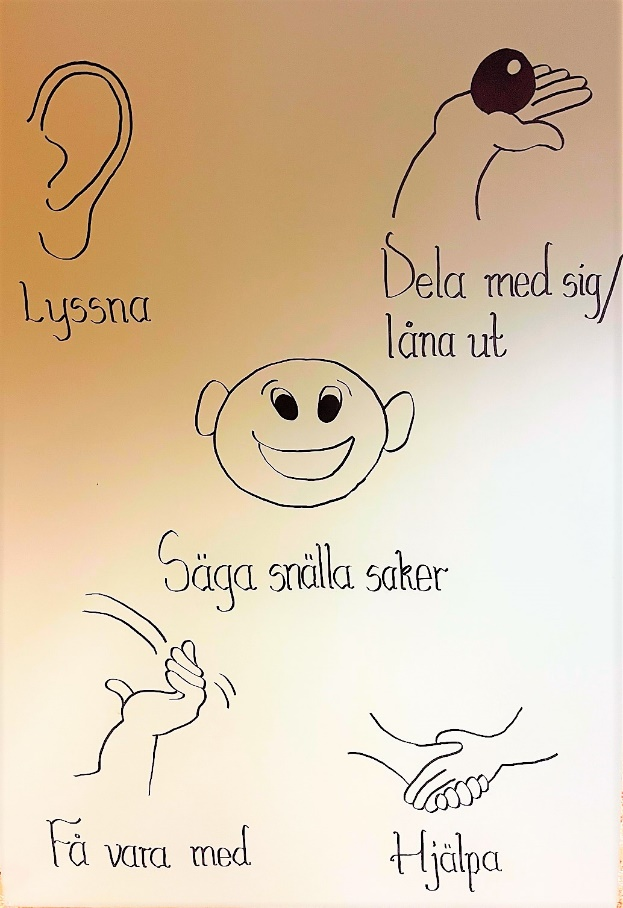 Lyssna
Dela med sig/
låna ut
Säga snälla saker
Få vara med
Hjälpa